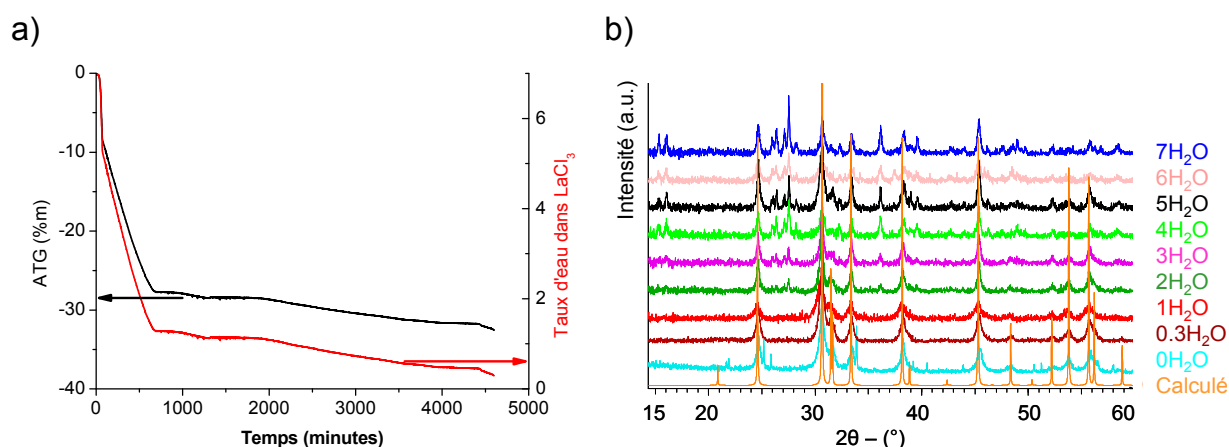 a)
b)
ATG (%m)
0
-10
-20
-30
-40
0
1000
2000
3000
4000
5000
Temps (minutes)
0
2
4
6
Taux d'eau dans LaCl₃
Intensité (a.u.)
7H₂O
6H₂O
5H₂O
4H₂O
3H₂O
2H₂O
1H₂O
0.3H₂O
0H₂O
Calculé
15
20
30
40
50
60
2θ – (°)